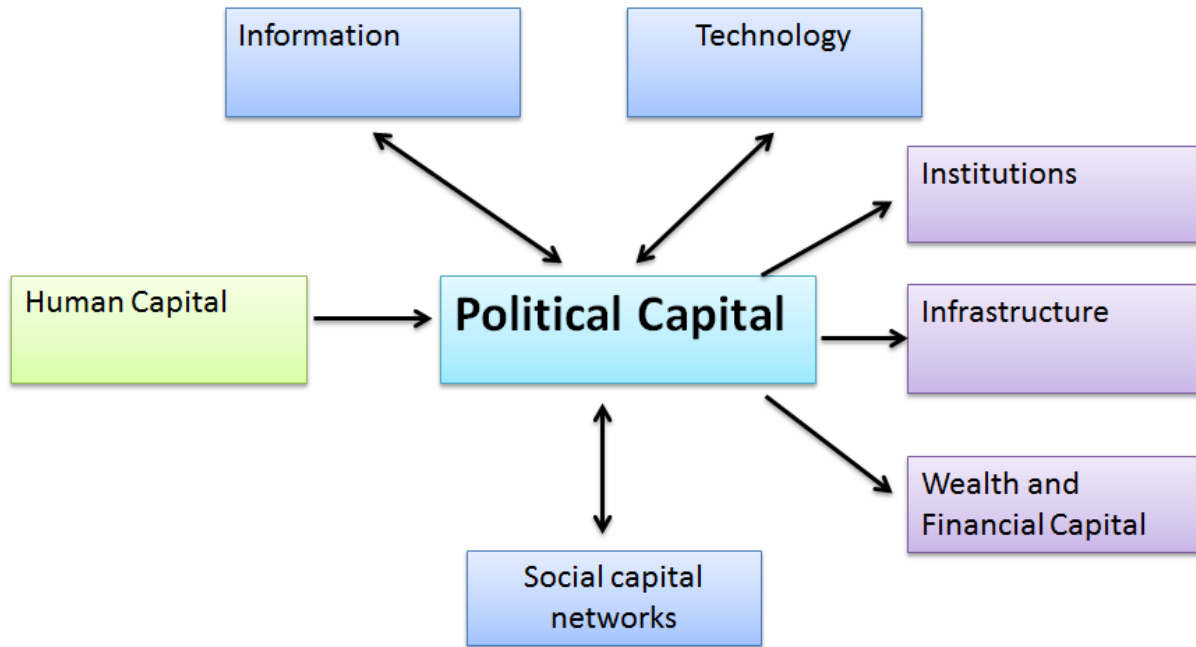 Information
Technology
Institutions
Human Capital
Political Capital
Infrastructure
Wealth and
Financial Capital
Social capital
networks